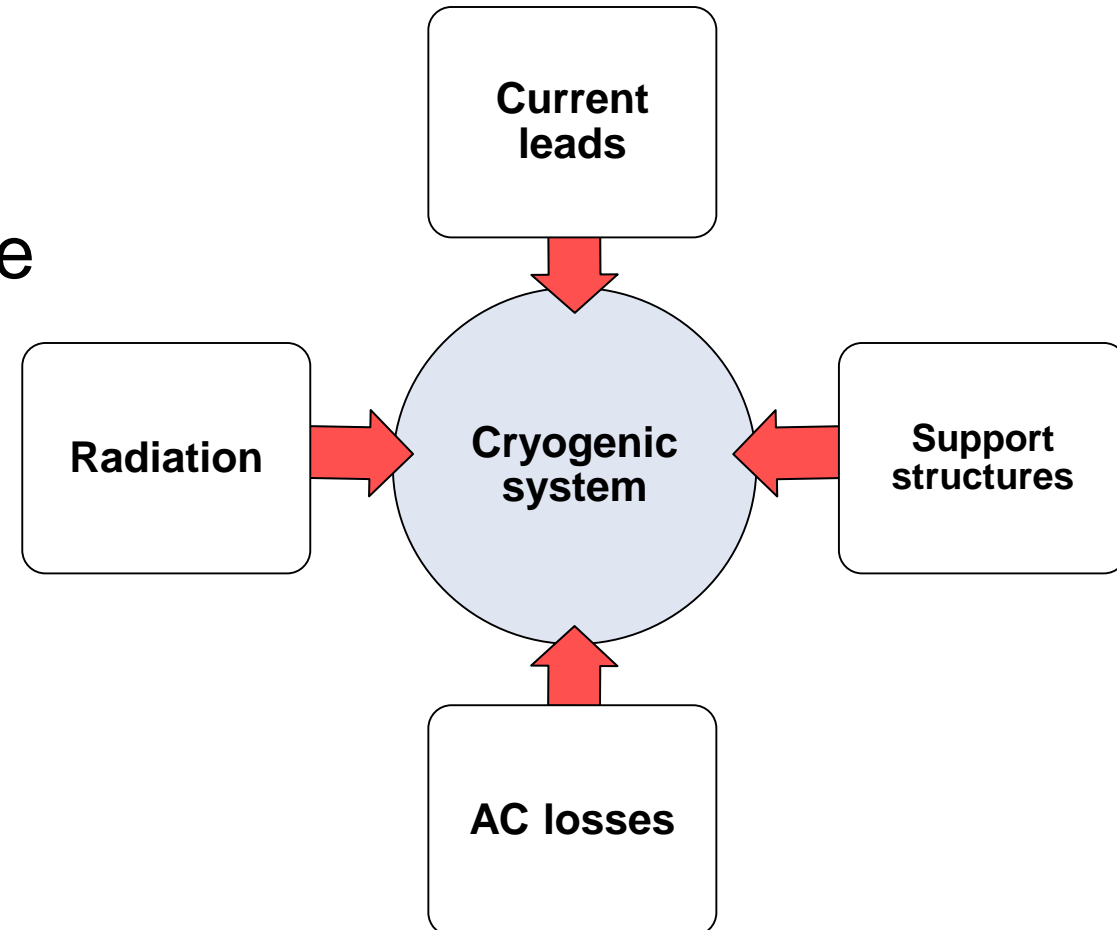 Current
leads
e
Radiation
Cryogenic
system
Support
structures
AC losses